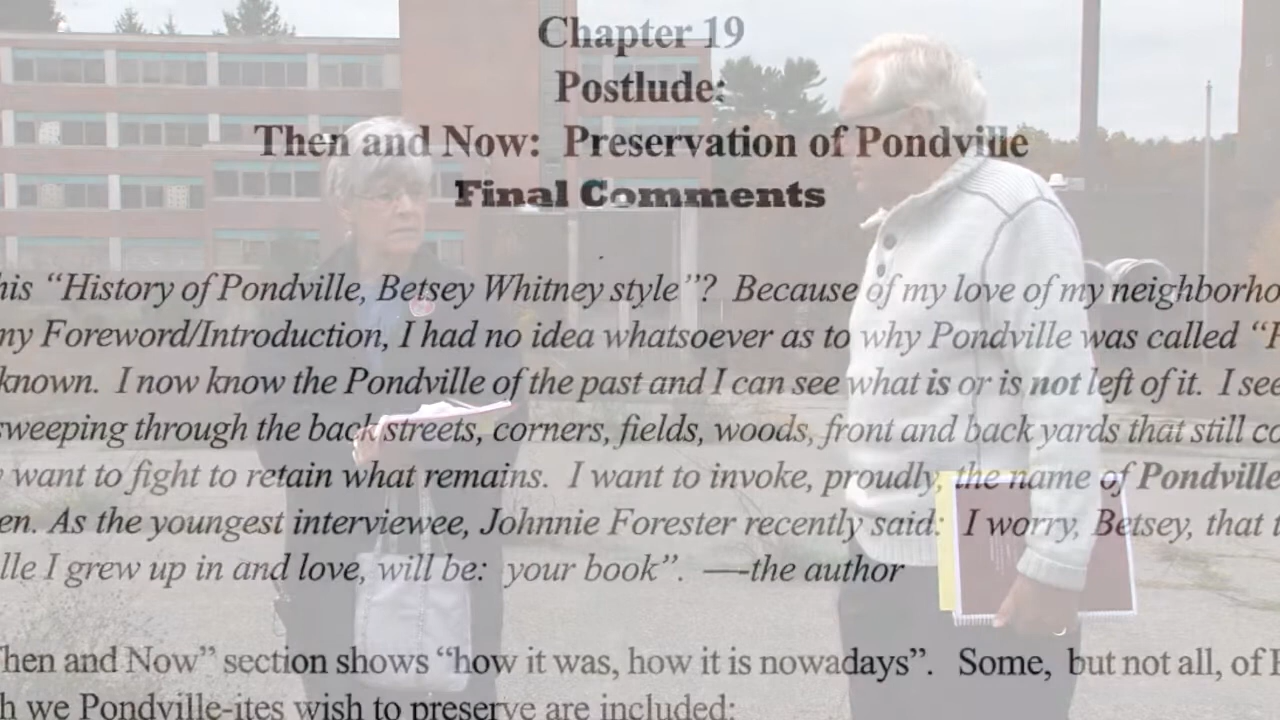 Chapter 19
Postlude:
Then and Now: Preservation of Pondville
Final Comments
his “History of Pondville, Betsey Whitney style”? Because of my love of my neighborho
my Foreword/Introduction, I had no idea whatsoever as to why Pondville was called “
known. I now know the Pondville of the past and I can see what is or is not left of it. I see
sweeping through the back streets, corners, fields, woods, front and back yards that still co
want to fight to retain what remains. I want to invoke, proudly, the name of Pondville
en. As the youngest interviewee, Johnnie Forester recently said: I worry, Betsey, that
lle I grew up in and love, will be: your book”. —the author
Then and Now” section shows “how it was, how it is nowadays”. Some, but not all, of
h we Pondville-ites wish to preserve are included: